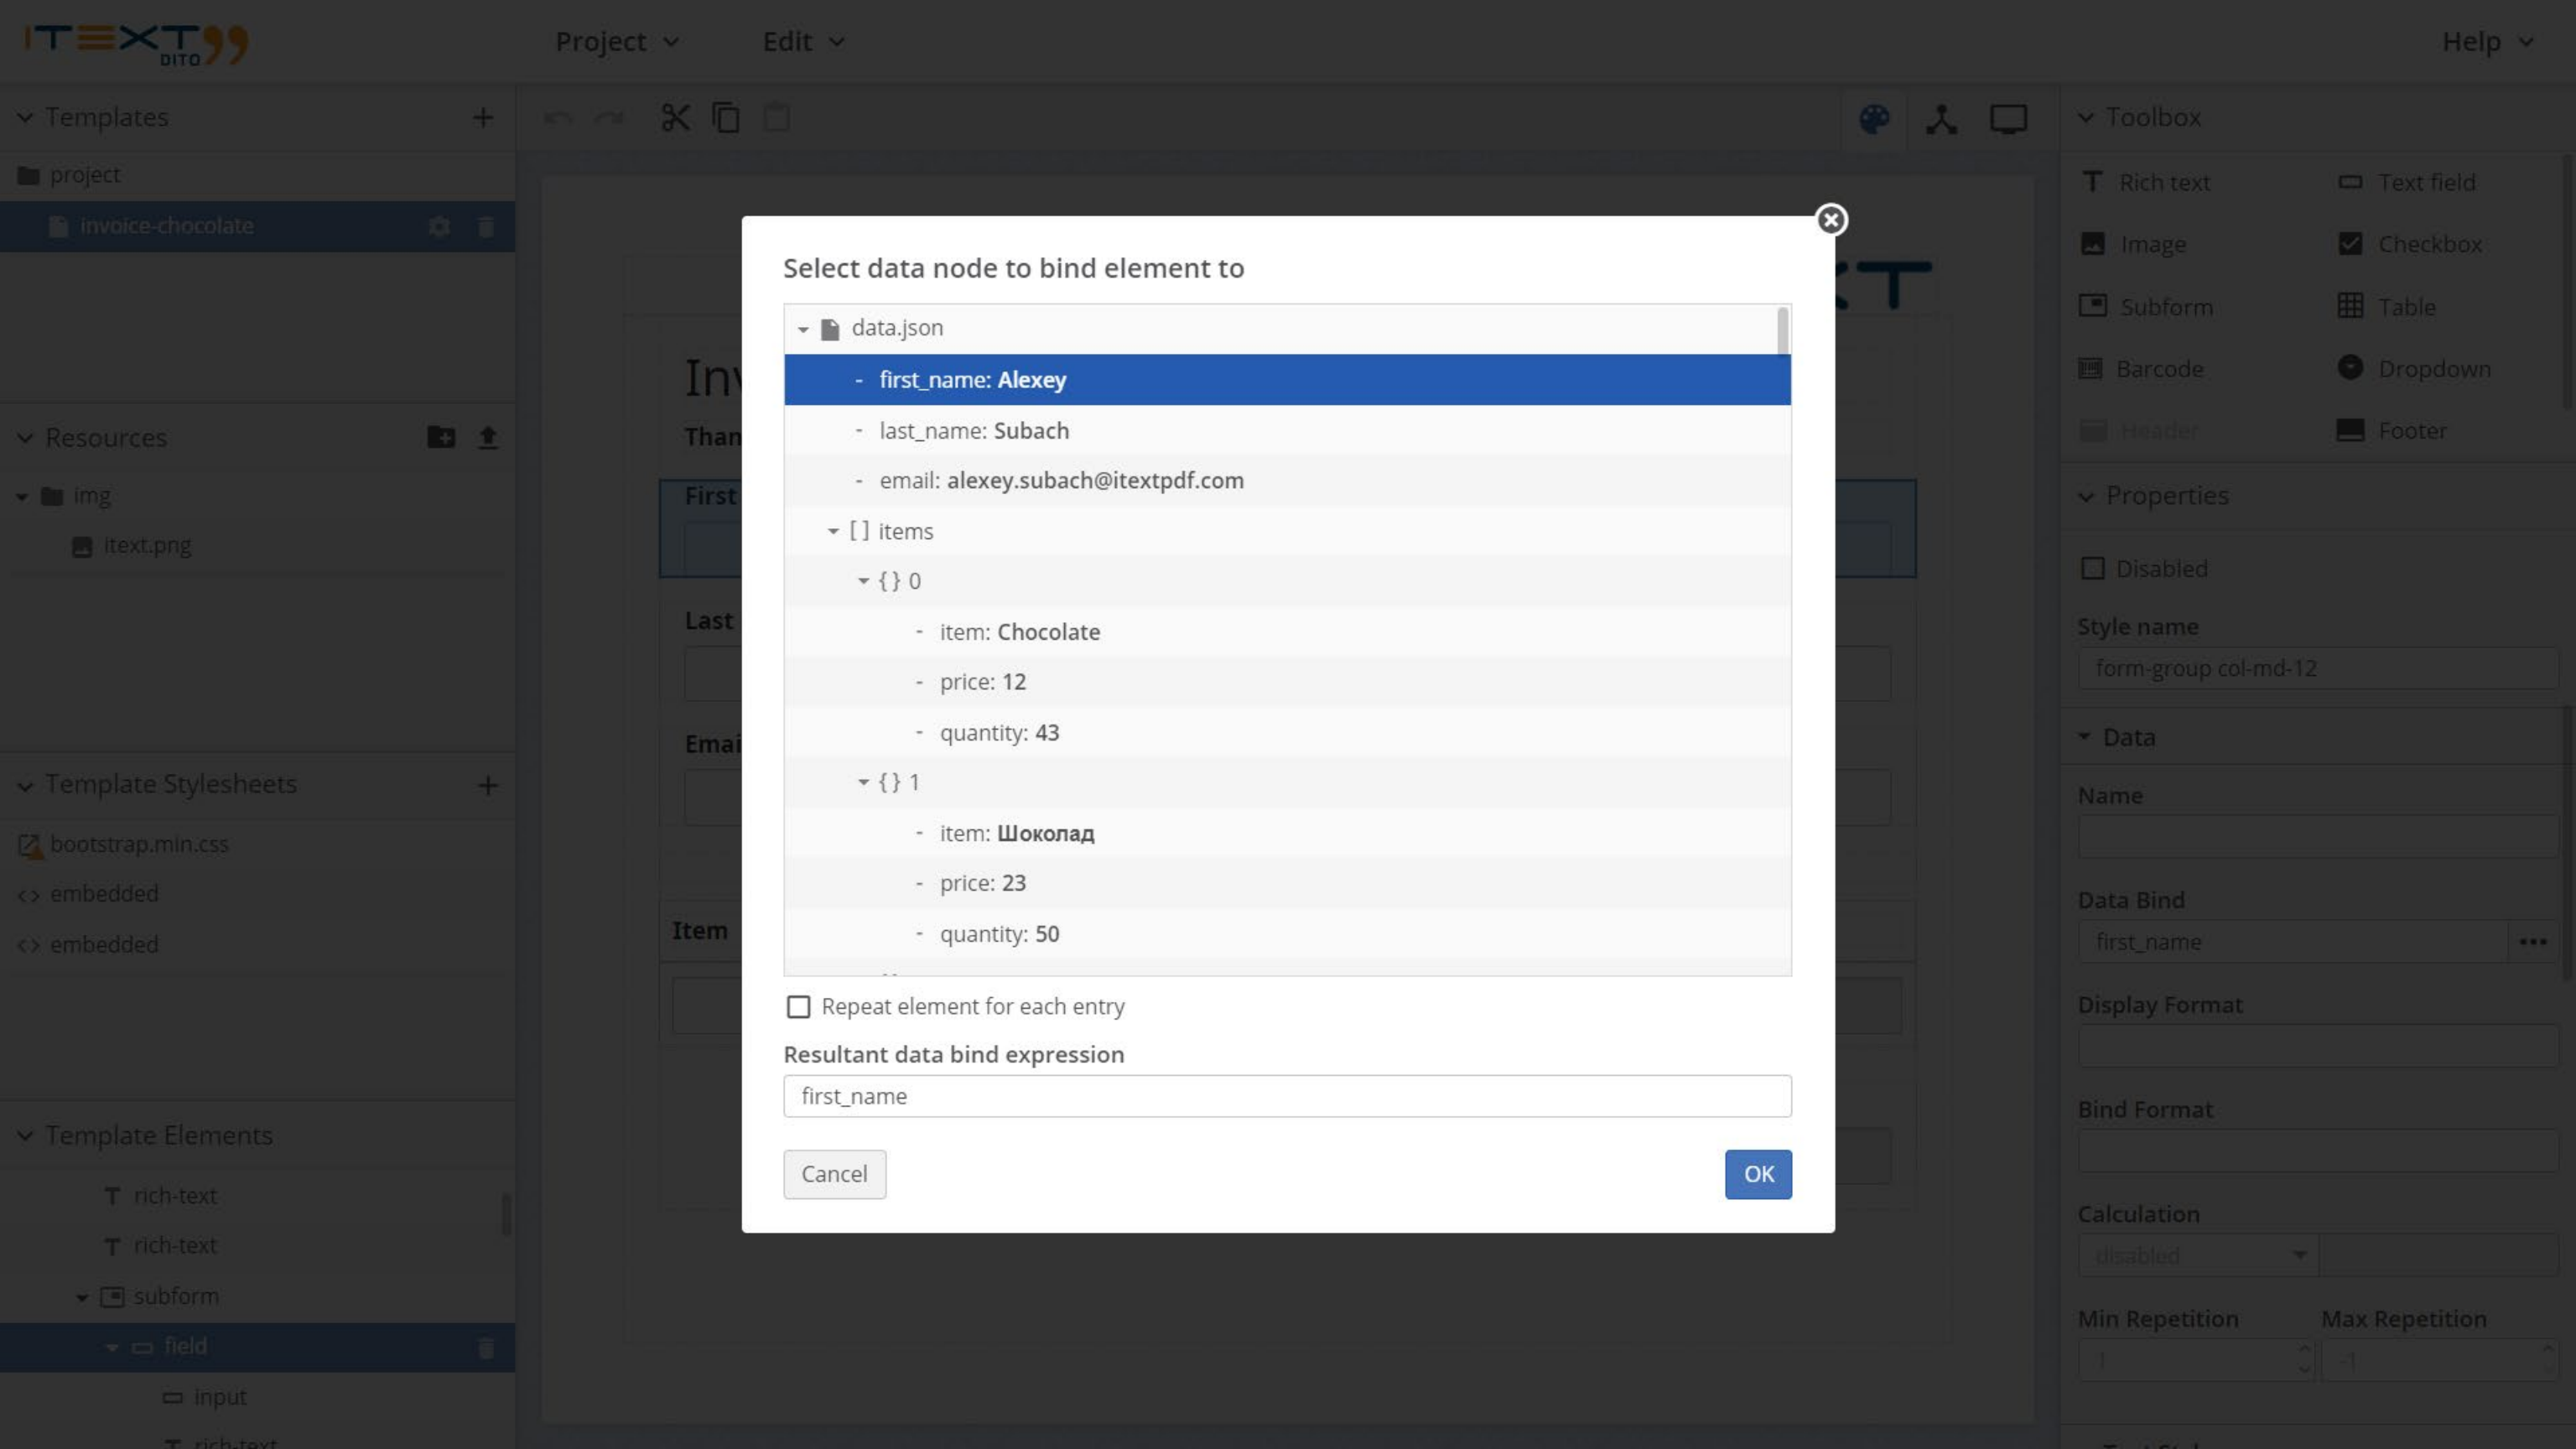 ITEXT
DITO
Project
Edit
Help
Templates
project
invoice-chocolate
Resources
img
itext.png
Template Stylesheets
bootstrap.min.css
embedded
embedded
Template Elements
rich-text
rich-text
subform
field
input
rich-text
First
Last
Item
Select data node to bind element to
data.json
- first_name: Alexey
- last_name: Subach
- email: alexey.subach@itextpdf.com
[ ] items
{ } 0
- item: Chocolate
- price: 12
- quantity: 43
{ } 1
- item: Шоколад
- price: 23
- quantity: 50
Repeat element for each entry
Resultant data bind expression
first_name
Cancel
OK
Toolbox
Rich text
Text field
Image
Checkbox
Subform
Table
Barcode
Dropdown
Header
Footer
Properties
Disabled
Style name
form-group col-md-12
Data
Name
Data Bind
first_name
Display Format
Bind Format
Calculation
disabled
Min Repetition
Max Repetition
1
-1